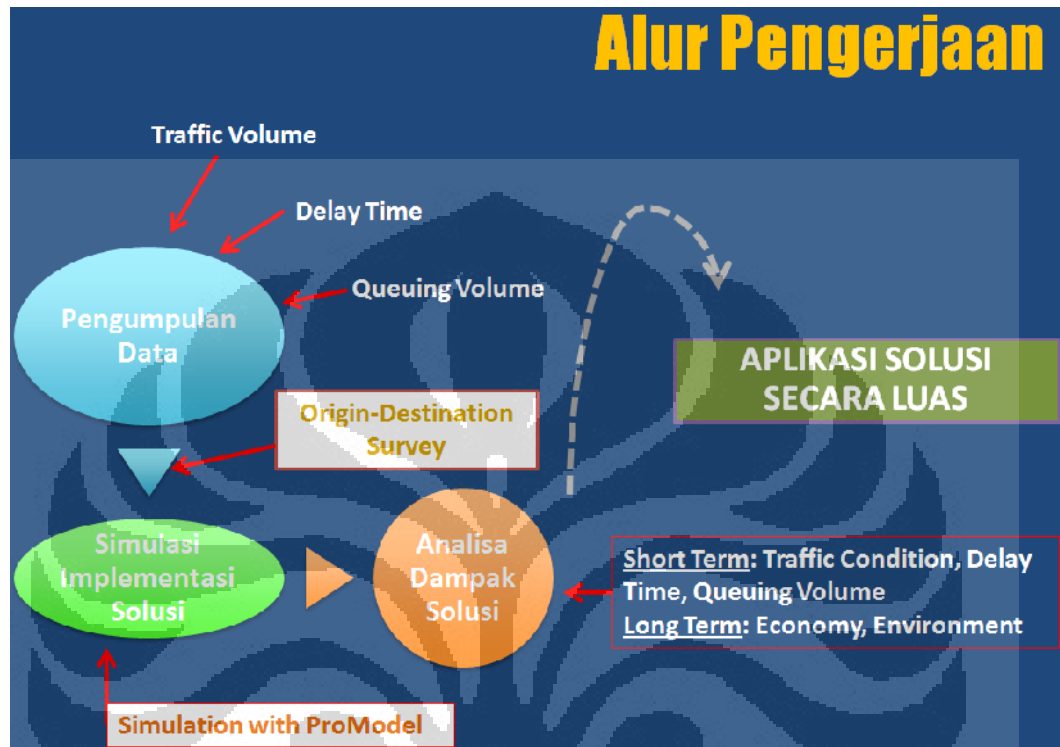 Alur Pengerjaan
Traffic Volume
Delay Time
Queuing Volume
Pengumpulan
Data
APLIKASI SOLUSI
SECARA LUAS
Origin-Destination
Survey
Simulasi
Implementasi
Solusi
Analisa
Dampak
Solusi
Short Term: Traffic Condition, Delay
Time, Queuing Volume
Long Term: Economy, Environment
Simulation with ProModel